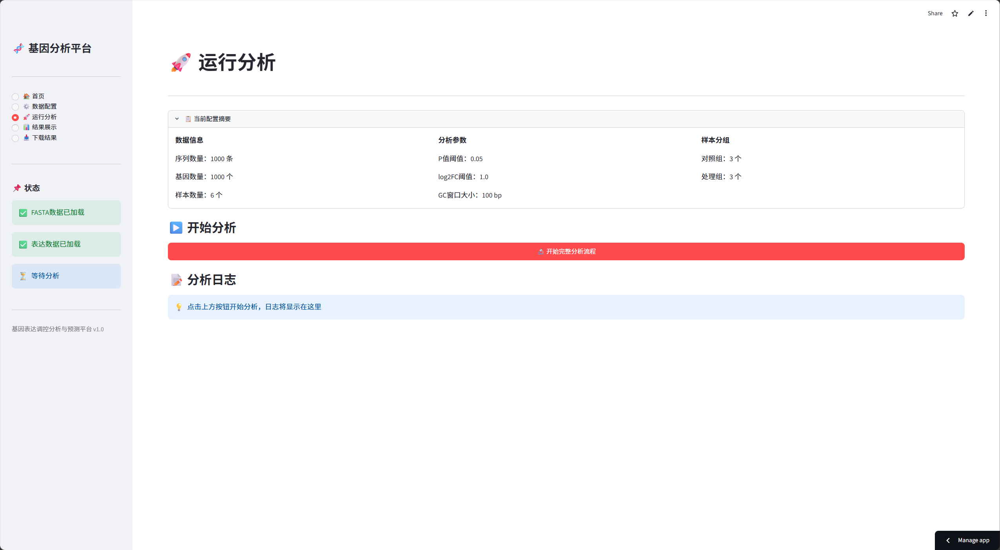 Share
🧬 基因分析平台
🏠 首页
⚙️ 数据配置
🚀 运行分析
📊 结果展示
📥 下载结果
📌 状态
✅ FASTA数据已加载
✅ 表达数据已加载
⏳ 等待分析
基因表达调控分析与预测平台 v1.0
🚀 运行分析
📋 当前配置摘要
数据信息
序列数量：1000 条
基因数量：1000 个
样本数量：6 个
分析参数
P值阈值：0.05
log2FC阈值：1.0
GC窗口大小：100 bp
样本分组
对照组：3 个
处理组：3 个
▶️ 开始分析
🔬 开始完整分析流程
📝 分析日志
💡 点击上方按钮开始分析，日志将显示在这里
Manage app